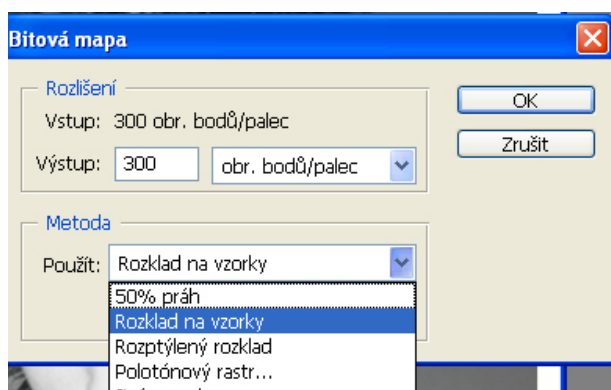 Bitová mapa
Rozlišení
Vstup: 300 obr. bodů/palec
Výstup: 300 obr. bodů/palec
OK
Zrušit
Metoda
Použít: Rozklad na vzorky
50% práh
Rozklad na vzorky
Rozptýlený rozklad
Polotónový rastr...